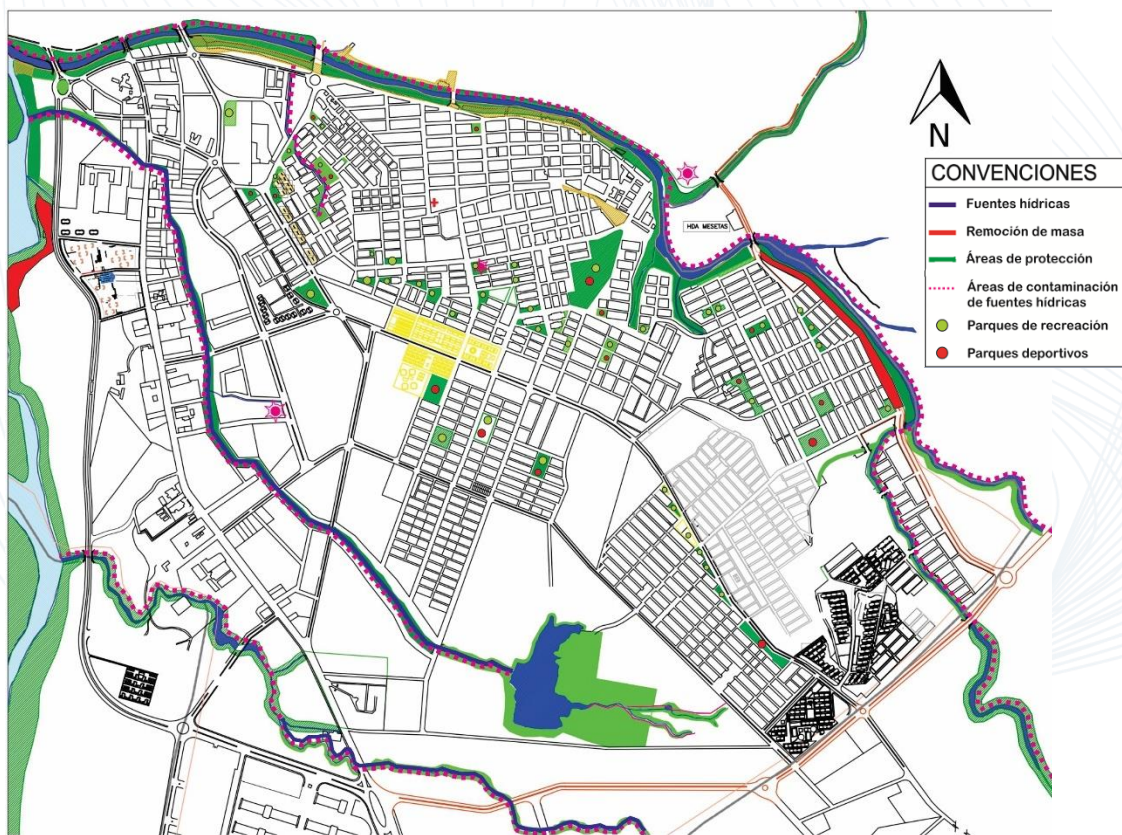 N
CONVENCIONES
Fuentes hídricas
Remoción de masa
Áreas de protección
Áreas de contaminación
de fuentes hídricas
Parques de recreación
Parques deportivos
HDA MESETAS